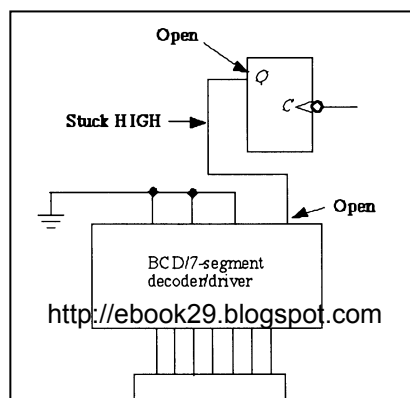 Open
Q
C
Stuck HIGH
Open
BCD/7-segment
decoder/driver
http://ebook29.blogspot.com